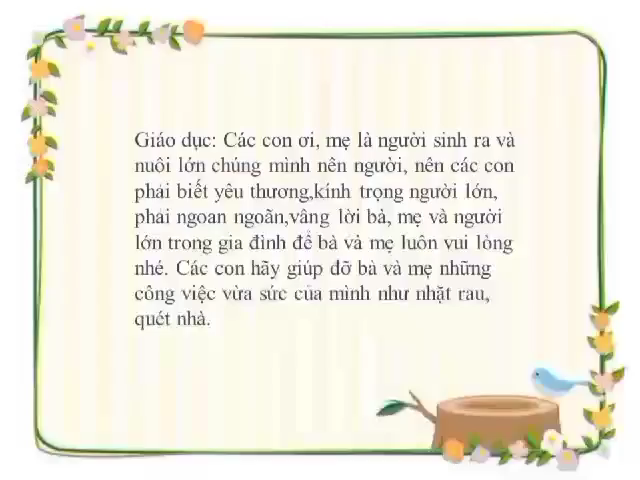 Giáo dục: Các con ơi, mẹ là người sinh ra và
nuôi lớn chúng mình nên người, nên các con
phải biết yêu thương,kính trọng người lớn,
phải ngoan ngoãn,vâng lời bà, mẹ và người
lớn trong gia đình để bà và mẹ luôn vui lòng
nhé. Các con hãy giúp đỡ bà và mẹ những
công việc vừa sức của mình như nhặt rau,
quét nhà.